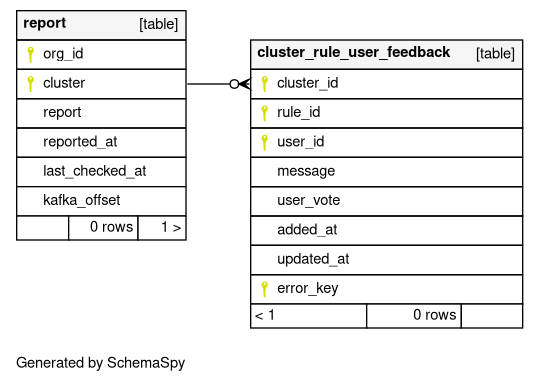 report [table]
org_id
cluster
report
reported_at
last_checked_at
kafka_offset
0 rows 1 >
cluster_rule_user_feedback [table]
cluster_id
rule_id
user_id
message
user_vote
added_at
updated_at
error_key
< 1 0 rows
Generated by SchemaSpy